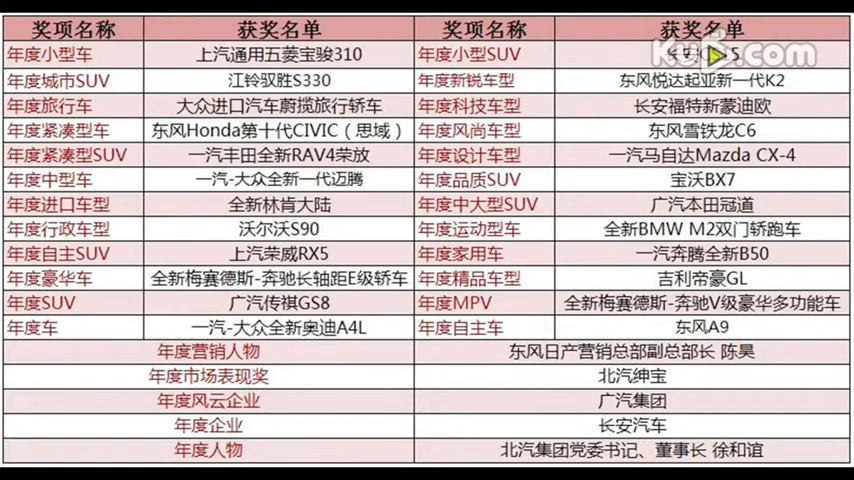 奖项名称 获奖名单 奖项名称 获奖名单
年度小型车 上汽通用五菱宝骏310 年度小型SUV
Ku6.com
年度城市SUV 江铃驭胜S330 年度新锐车型 东风悦达起亚新一代K2
年度旅行车 大众进口汽车蔚揽旅行轿车 年度科技车型 长安福特新蒙迪欧
年度紧凑型车 东风Honda第十代CIVIC（思域） 年度风尚车型 东风雪铁龙C6
年度紧凑型SUV 一汽丰田全新RAV4荣放 年度设计车型 一汽马自达Mazda CX-4
年度中型车 一汽-大众全新一代迈腾 年度品质SUV 宝沃BX7
年度进口车型 全新林肯大陆 年度中大型SUV 广汽本田冠道
年度行政车型 沃尔沃S90 年度运动型车 全新BMW M2双门轿跑车
年度自主SUV 上汽荣威RX5 年度家用车 一汽奔腾全新B50
年度豪华车 全新梅赛德斯-奔驰长轴距E级轿车 年度精品车型 吉利帝豪GL
年度SUV 广汽传祺GS8 年度MPV 全新梅赛德斯-奔驰V级豪华多功能车
年度车 一汽-大众全新奥迪A4L 年度自主车 东风A9
年度营销人物 东风日产营销总部副总部长 陈昊
年度市场表现奖 北汽绅宝
年度风云企业 广汽集团
年度企业 长安汽车
年度人物 北汽集团党委书记、董事长 徐和谊